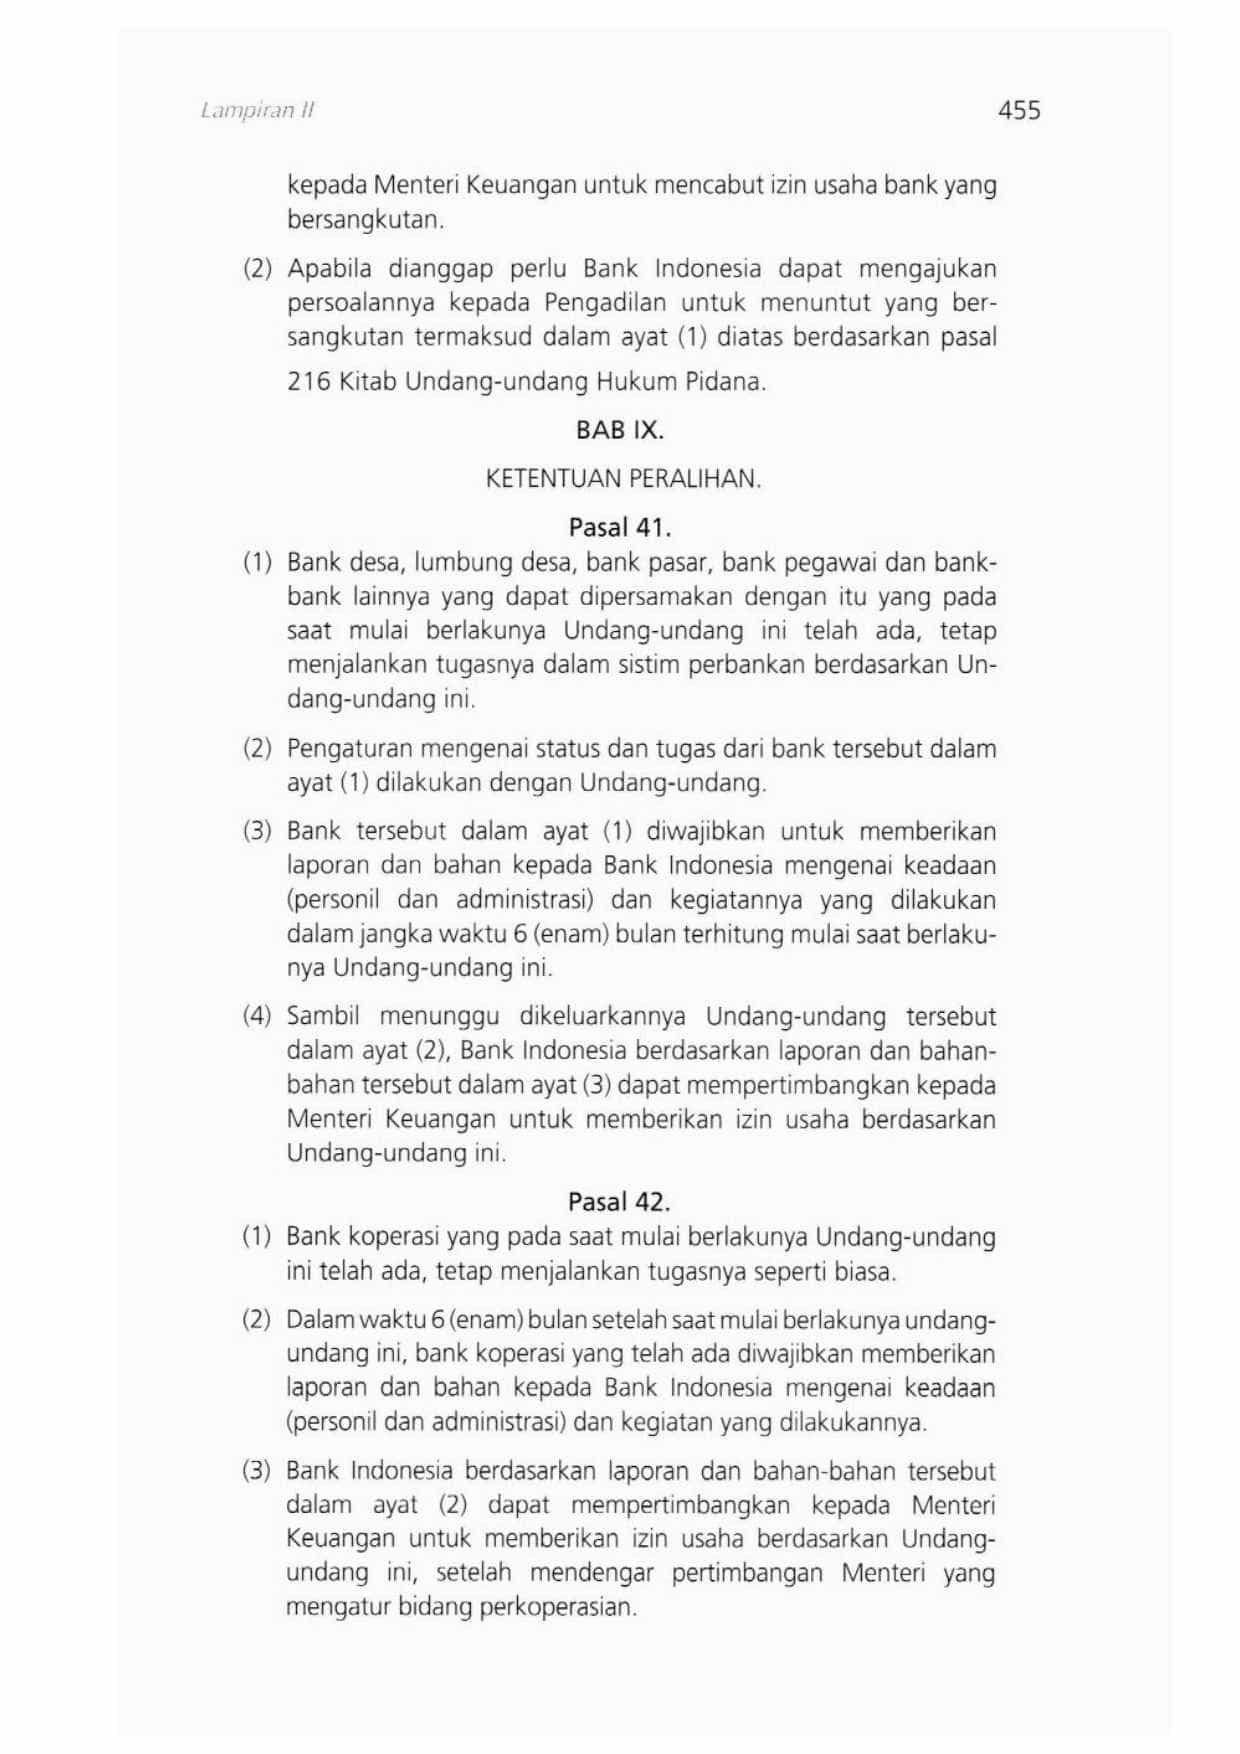 Lampiran II 455
kepada Menteri Keuangan untuk mencabut izin usaha bank yang
bersangkutan.
(2) Apabila dianggap perlu Bank Indonesia dapat mengajukan
persoalannya kepada Pengadilan untuk menuntut yang ber-
sangkutan termaksud dalam ayat (1) diatas berdasarkan pasal
216 Kitab Undang-undang Hukum Pidana.
BAB IX.
KETENTUAN PERALIHAN.
Pasal 41.
(1) Bank desa, lumbung desa, bank pasar, bank pegawai dan bank-
bank lainnya yang dapat dipersamakan dengan itu yang pada
saat mulai berlakunya Undang-undang ini telah ada, tetap
menjalankan tugasnya dalam sistim perbankan berdasarkan Un-
dang-undang ini.
(2) Pengaturan mengenai status dan tugas dari bank tersebut dalam
ayat (1) dilakukan dengan Undang-undang.
(3) Bank tersebut dalam ayat (1) diwajibkan untuk memberikan
laporan dan bahan kepada Bank Indonesia mengenai keadaan
(personil dan administrasi) dan kegiatannya yang dilakukan
dalam jangka waktu 6 (enam) bulan terhitung mulai saat berlaku-
nya Undang-undang ini.
(4) Sambil menunggu dikeluarkannya Undang-undang tersebut
dalam ayat (2), Bank Indonesia berdasarkan laporan dan bahan-
bahan tersebut dalam ayat (3) dapat mempertimbangkan kepada
Menteri Keuangan untuk memberikan izin usaha berdasarkan
Undang-undang ini.
Pasal 42.
(1) Bank koperasi yang pada saat mulai berlakunya Undang-undang
ini telah ada, tetap menjalankan tugasnya seperti biasa.
(2) Dalam waktu 6 (enam) bulan setelah saat mulai berlakunya undang-
undang ini, bank koperasi yang telah ada diwajibkan memberikan
laporan dan bahan kepada Bank Indonesia mengenai keadaan
(personil dan administrasi) dan kegiatan yang dilakukannya.
(3) Bank Indonesia berdasarkan laporan dan bahan-bahan tersebut
dalam ayat (2) dapat mempertimbangkan kepada Menteri
Keuangan untuk memberikan izin usaha berdasarkan Undang-
undang ini, setelah mendengar pertimbangan Menteri yang
mengatur bidang perkoperasian.